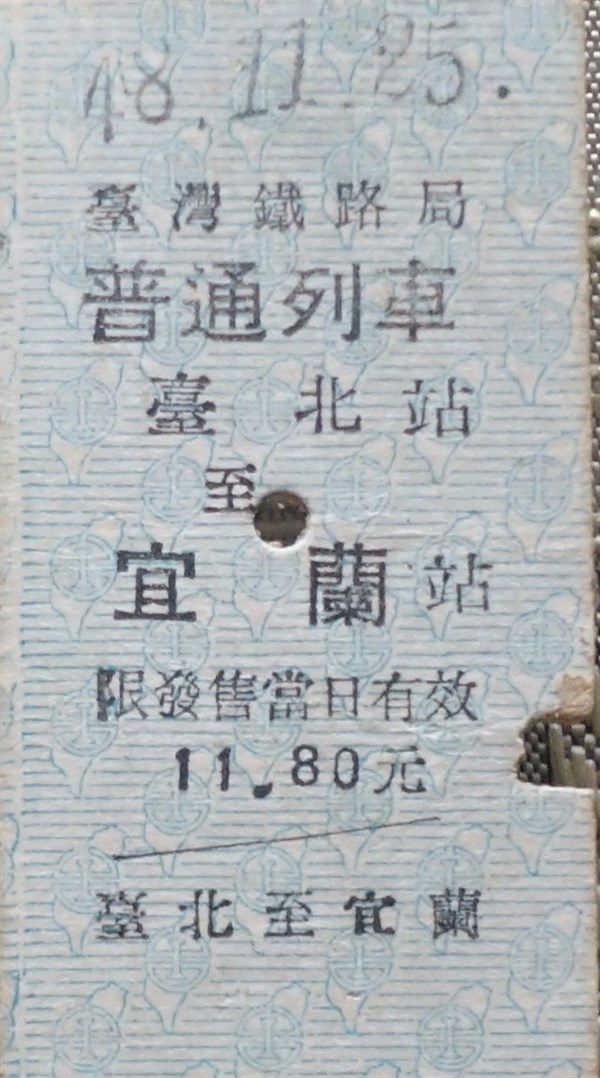 48.11.25.
臺灣鐵路局
普通列車
臺北站
至
宜蘭站
限發售當日有效
11.80元
臺北至宜蘭